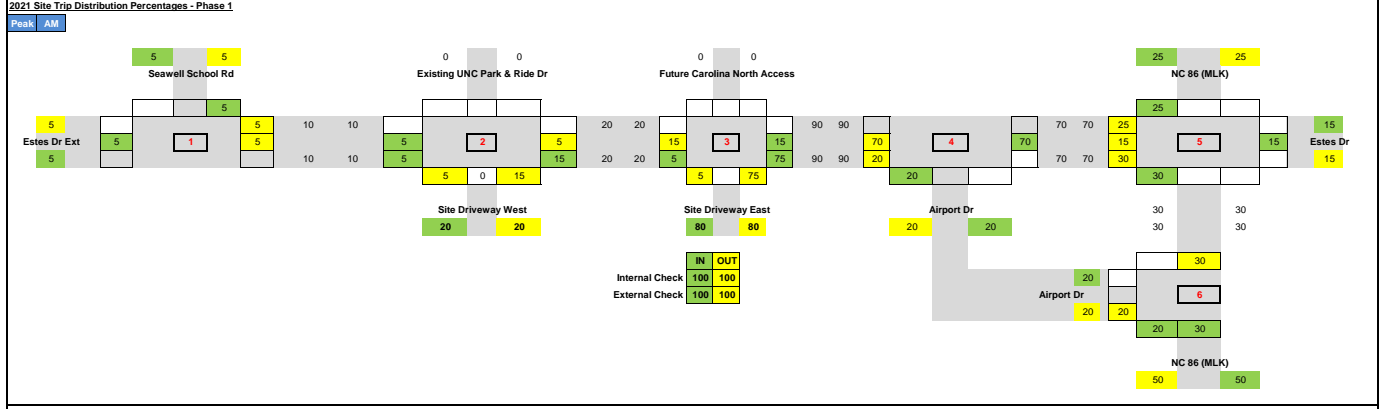 2021 Site Trip Distribution Percentages - Phase 1
Peak AM
5 5 0 0 0 0 25 25
Seawell School Rd Existing UNC Park & Ride Dr Future Carolina North Access NC 86 (MLK)
5 25
5 5 10 10 20 20 90 90 70 70 25 15
Estes Dr Ext 5 1 5 5 2 5 15 3 15 70 4 70 15 5 15 Estes Dr
5 10 10 5 15 20 20 5 75 90 90 20 70 70 30 15
5 0 15 5 75 20 30
Site Driveway West Site Driveway East Airport Dr 30 30
20 20 80 80 20 20 30 30
IN OUT 30
Internal Check 100 100 20
External Check 100 100 Airport Dr 6
20 20
20 30
NC 86 (MLK)
50 50